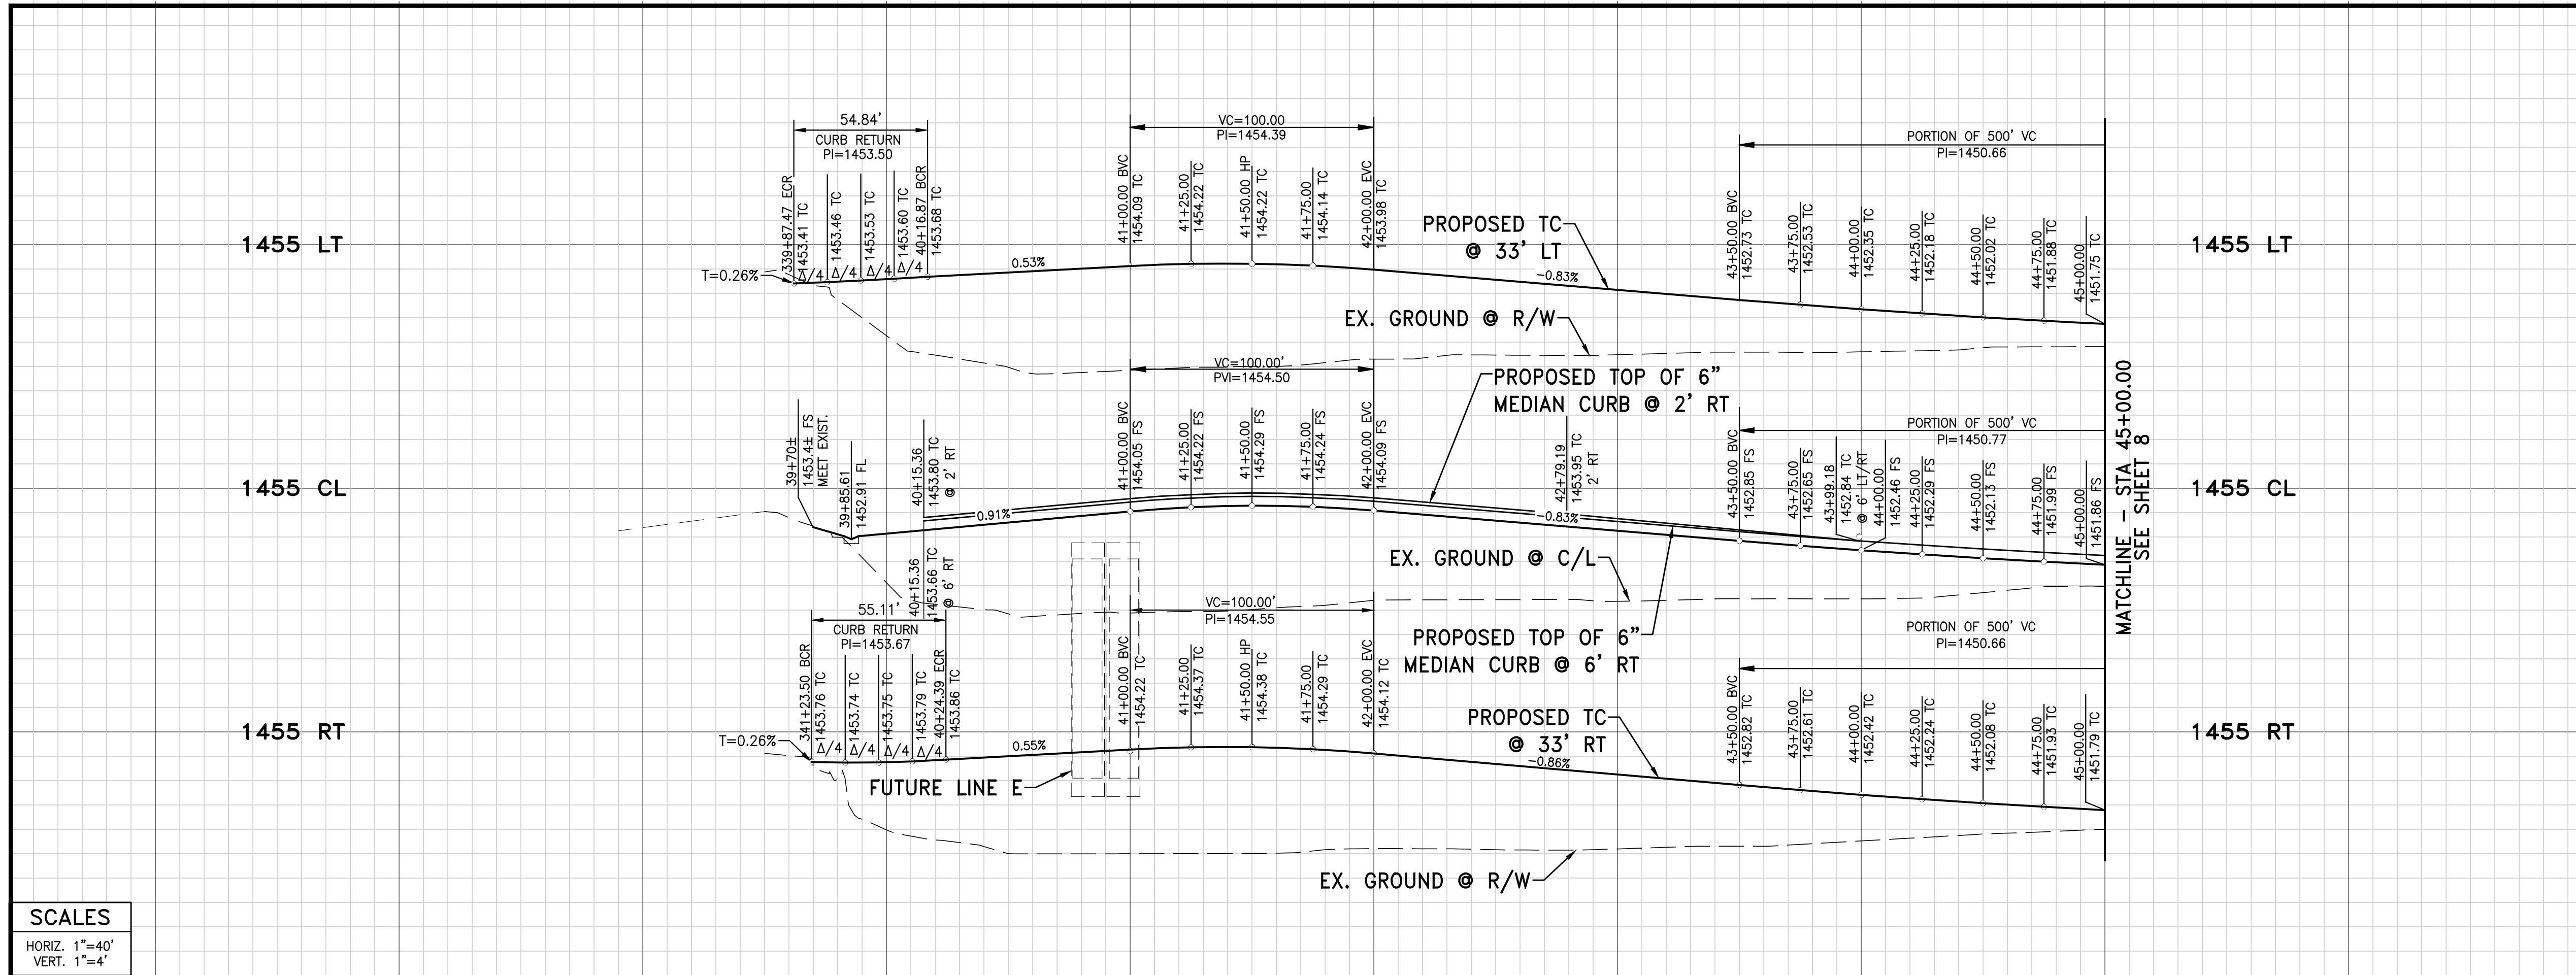 54.84'
CURB RETURN
PI=1453.50
339+87.47 ECR
1453.41 TC
1453.46 TC
1453.53 TC
1453.60 TC
40+16.87 BCR
1453.68 TC
Δ/4
Δ/4
Δ/4
Δ/4
T=0.26%
0.53%
VC=100.00
PI=1454.39
41+00.00 BVC
1454.09 TC
41+25.00
1454.22 TC
41+50.00 HP
1454.22 TC
41+75.00
1454.14 TC
42+00.00 EVC
1453.98 TC
PROPOSED TC
@ 33' LT
-0.83%
PORTION OF 500' VC
PI=1450.66
43+50.00 BVC
1452.73 TC
43+75.00
1452.53 TC
44+00.00
1452.35 TC
44+25.00
1452.18 TC
44+50.00
1452.02 TC
44+75.00
1451.88 TC
45+00.00
1451.75 TC
1455 LT
1455 LT
EX. GROUND @ R/W
39+70±
1453.4± FS
MEET EXIST.
39+85.61
1452.91 FL
40+15.36
1453.80 TC
@ 2' RT
0.91%
40+15.36
1453.66 TC
@ 6' RT
VC=100.00'
PVI=1454.50
41+00.00 BVC
1454.05 FS
41+25.00
1454.22 FS
41+50.00
1454.29 FS
41+75.00
1454.24 FS
42+00.00 EVC
1454.09 FS
PROPOSED TOP OF 6"
MEDIAN CURB @ 2' RT
42+79.19
1453.95 TC
2' RT
-0.83%
PORTION OF 500' VC
PI=1450.77
43+50.00 BVC
1452.85 FS
43+75.00
1452.65 FS
43+99.18
1452.84 TC
@ 6' LT/RT
44+00.00
1452.46 FS
44+25.00
1452.29 FS
44+50.00
1452.13 FS
44+75.00
1451.99 FS
45+00.00
1451.86 FS
MATCHLINE - STA 45+00.00
SEE SHEET 8
1455 CL
1455 CL
EX. GROUND @ C/L
55.11'
CURB RETURN
PI=1453.67
341+23.50 BCR
1453.76 TC
1453.74 TC
1453.75 TC
1453.79 TC
40+24.39 ECR
1453.86 TC
Δ/4
Δ/4
Δ/4
Δ/4
T=0.26%
0.55%
VC=100.00'
PI=1454.55
41+00.00 BVC
1454.22 TC
41+25.00
1454.37 TC
41+50.00 HP
1454.38 TC
41+75.00
1454.29 TC
42+00.00 EVC
1454.12 TC
PROPOSED TOP OF 6"
MEDIAN CURB @ 6' RT
PROPOSED TC
@ 33' RT
-0.86%
PORTION OF 500' VC
PI=1450.66
43+50.00 BVC
1452.82 TC
43+75.00
1452.61 TC
44+00.00
1452.42 TC
44+25.00
1452.24 TC
44+50.00
1452.08 TC
44+75.00
1451.93 TC
45+00.00
1451.79 TC
1455 RT
1455 RT
FUTURE LINE E
EX. GROUND @ R/W
SCALES
HORIZ. 1"=40'
VERT. 1"=4'